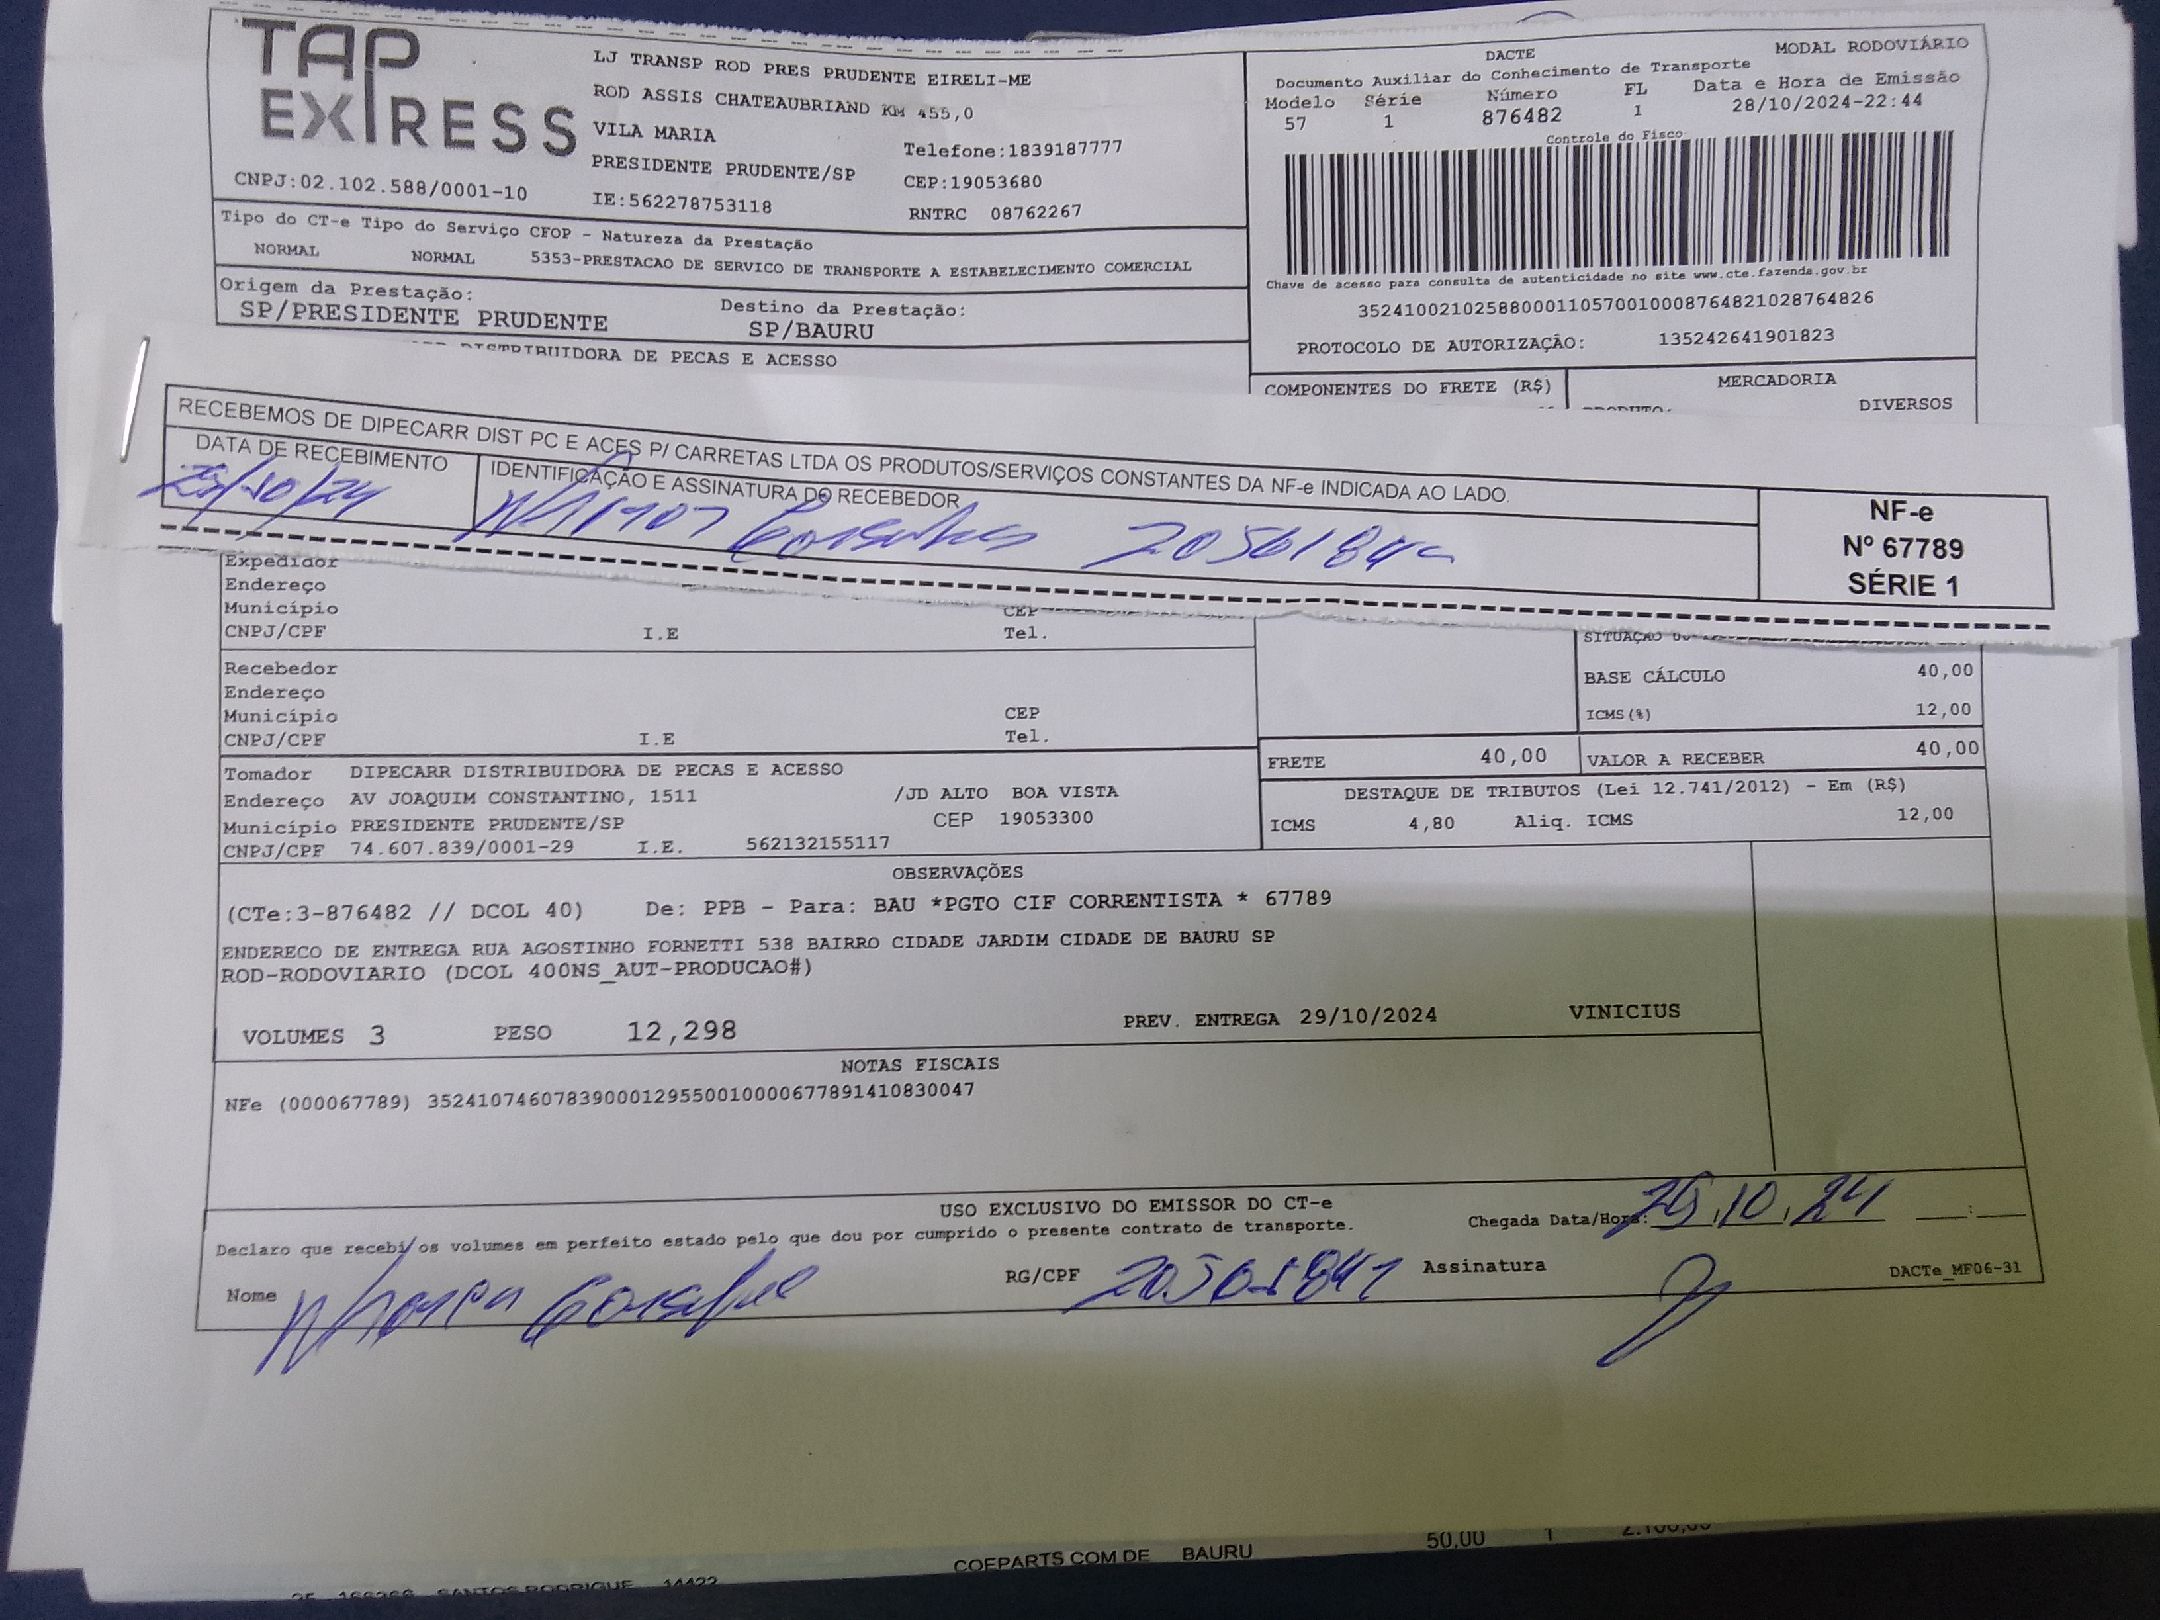 TAP EXPRESS
CNPJ:02.102.588/0001-10
LJ TRANSP ROD PRES PRUDENTE EIRELI-ME
ROD ASSIS CHATEAUBRIAND KM 455,0
VILA MARIA
Telefone:1839187777
PRESIDENTE PRUDENTE/SP CEP:19053680
IE:562278753118 RNTRC 08762267
DACTE MODAL RODOVIÁRIO
Documento Auxiliar do Conhecimento de Transporte
Modelo Série Número FL Data e Hora de Emissão
57 1 876482 1 28/10/2024-22:44
Controle do Fisco
Chave de acesso para consulta de autenticidade no site www.cte.fazenda.gov.br
35241002102588000110570010008764821028764826
PROTOCOLO DE AUTORIZAÇÃO: 135242641901823
Tipo do CT-e Tipo do Serviço CFOP - Natureza da Prestação
NORMAL NORMAL 5353-PRESTACAO DE SERVICO DE TRANSPORTE A ESTABELECIMENTO COMERCIAL
Origem da Prestação: Destino da Prestação:
SP/PRESIDENTE PRUDENTE SP/BAURU
DISTRIBUIDORA DE PECAS E ACESSO
COMPONENTES DO FRETE (R$) MERCADORIA
PRODUTO: DIVERSOS
RECEBEMOS DE DIPECARR DIST PC E ACES P/ CARRETAS LTDA OS PRODUTOS/SERVIÇOS CONSTANTES DA NF-e INDICADA AO LADO.
DATA DE RECEBIMENTO IDENTIFICAÇÃO E ASSINATURA DO RECEBEDOR
NF-e
Nº 67789
SÉRIE 1
Expedidor
Endereço
Município CEP
CNPJ/CPF I.E Tel.
Recebedor
Endereço
Município CEP
CNPJ/CPF I.E Tel.
SITUAÇÃO
BASE CÁLCULO 40,00
ICMS(%) 12,00
FRETE 40,00 VALOR A RECEBER 40,00
Tomador DIPECARR DISTRIBUIDORA DE PECAS E ACESSO
Endereço AV JOAQUIM CONSTANTINO, 1511 /JD ALTO BOA VISTA
Município PRESIDENTE PRUDENTE/SP CEP 19053300
CNPJ/CPF 74.607.839/0001-29 I.E. 562132155117
DESTAQUE DE TRIBUTOS (Lei 12.741/2012) - Em (R$)
ICMS 4,80 Aliq. ICMS 12,00
OBSERVAÇÕES
(CTe:3-876482 // DCOL 40) De: PPB - Para: BAU *PGTO CIF CORRENTISTA * 67789
ENDERECO DE ENTREGA RUA AGOSTINHO FORNETTI 538 BAIRRO CIDADE JARDIM CIDADE DE BAURU SP
ROD-RODOVIARIO (DCOL 400NS_AUT-PRODUCAO#)
VOLUMES 3 PESO 12,298 PREV. ENTREGA 29/10/2024 VINICIUS
NOTAS FISCAIS
NFe (000067789) 35241074607839000129550010000677891410830047
USO EXCLUSIVO DO EMISSOR DO CT-e
Declaro que recebi os volumes em perfeito estado pelo que dou por cumprido o presente contrato de transporte.
Chegada Data/Hora: 29,10,24
Nome RG/CPF Assinatura
DACTe_MF06-31
COFPARTS COM DE BAURU 50,00 1 2.100,00